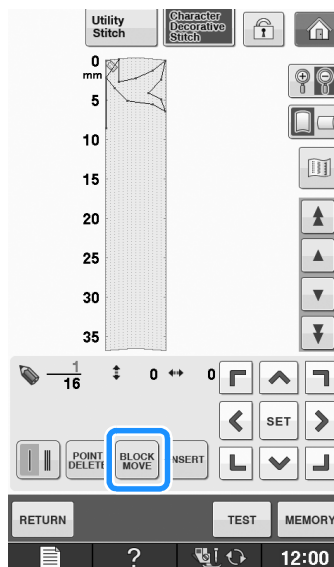 Utility
Stitch
Character
Decorative
Stitch
0
mm
5
10
15
20
25
30
35
1
16
0
0
SET
POINT
DELETE
BLOCK
MOVE
INSERT
RETURN
TEST
MEMORY
?
12:00